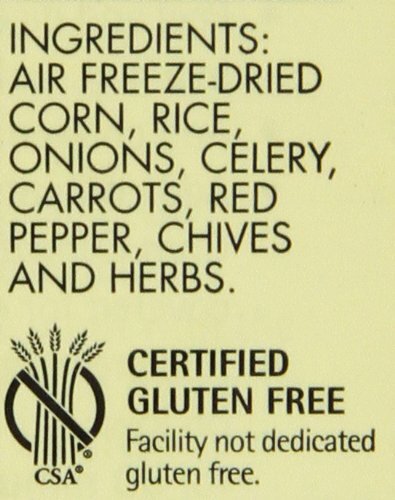 INGREDIENTS:
AIR FREEZE-DRIED
CORN, RICE,
ONIONS, CELERY,
CARROTS, RED
PEPPER, CHIVES
AND HERBS.
CERTIFIED
GLUTEN FREE
Facility not dedicated
gluten free.
CSA®